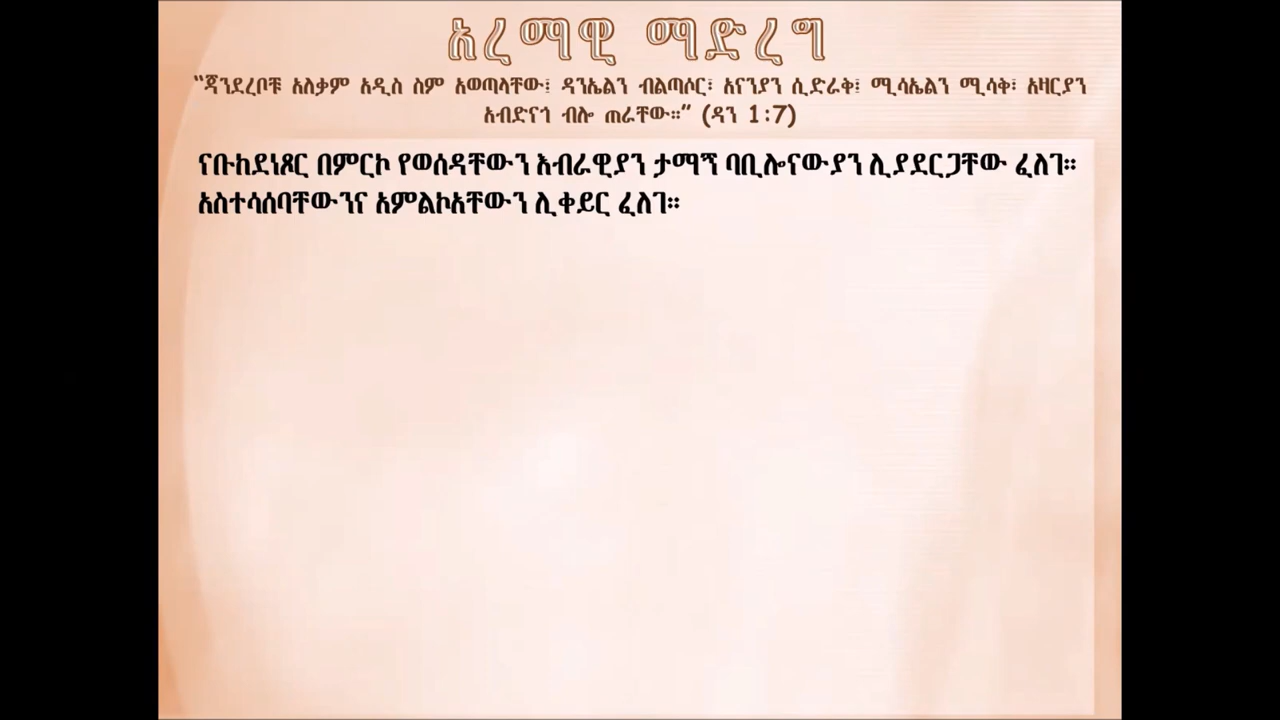 አረማዊ ማድረግ
“ጃንደረቦቹ አለቃም አዲስ ስም አወጣላቸው፤ ዳንኤልን ብልጣሶር፣ አናንያን ሲድራቅ፤ ሚሳኤልን ሚሳቅ፣ አዛርያን
አብድናጎ ብሎ ጠራቸው።” (ዳን 1:7)
ናቡከደነጾር በምርኮ የወሰዳቸውን እብራዊያን ታማኝ ባቢሎናውያን ሊያደርጋቸው ፈለገ።
አስተሳሰባቸውንና አምልኮአቸውን ሊቀይር ፈለገ።